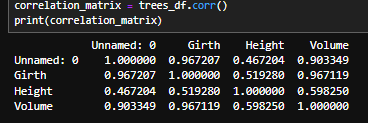 correlation_matrix = trees_df.corr()
print(correlation_matrix)
Unnamed: 0 Girth Height Volume
Unnamed: 0 1.000000 0.967207 0.467204 0.903349
Girth 0.967207 1.000000 0.519280 0.967119
Height 0.467204 0.519280 1.000000 0.598250
Volume 0.903349 0.967119 0.598250 1.000000